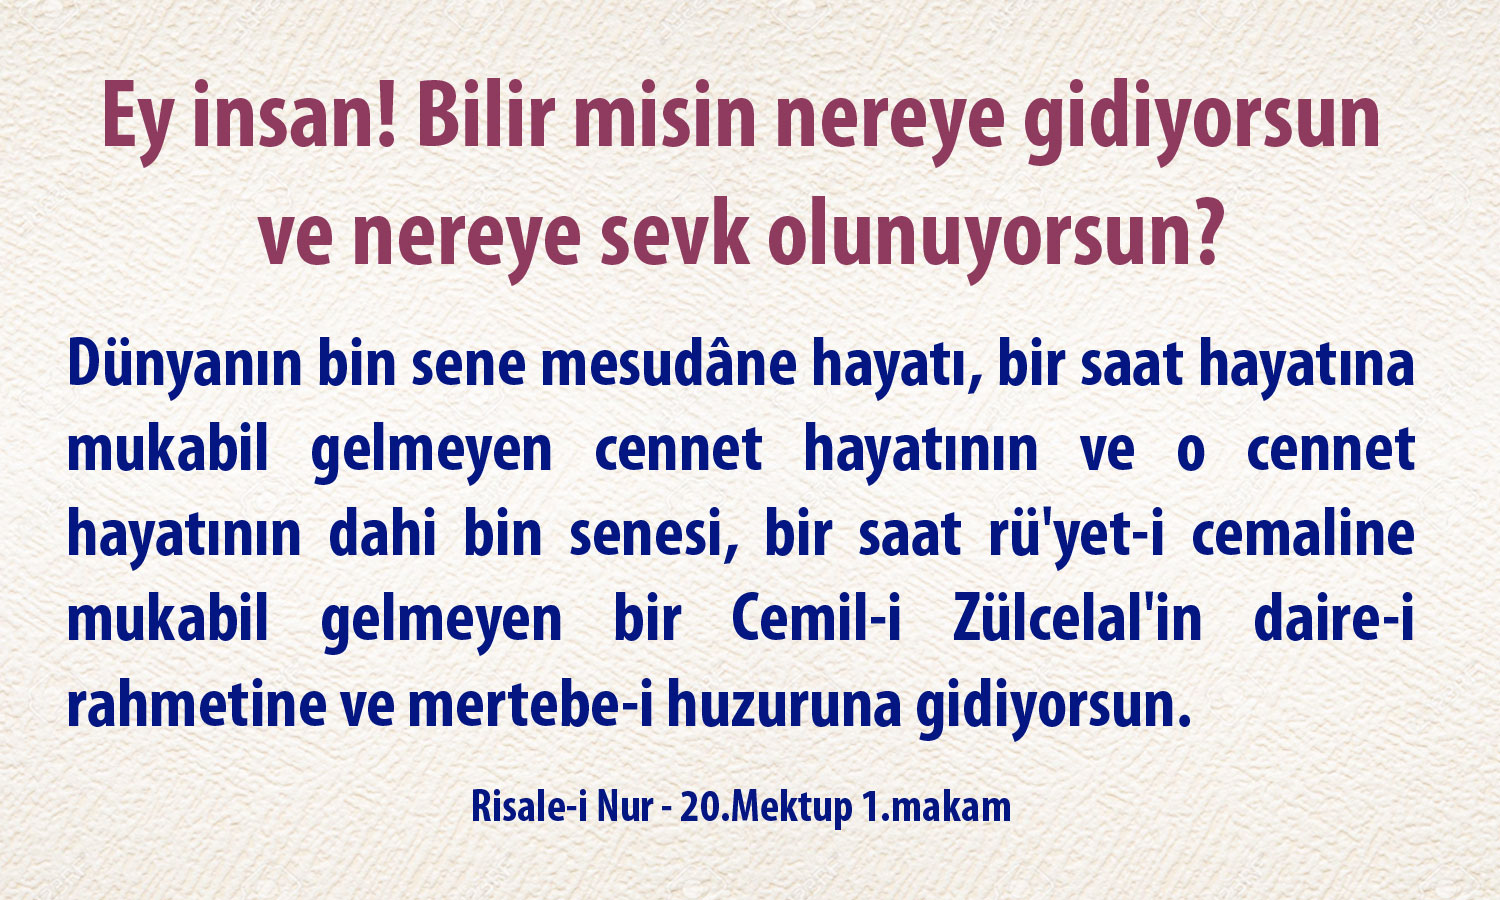 Ey insan! Bilir misin nereye gidiyorsun
ve nereye sevk olunuyorsun?
Dünyanın bin sene mesudâne hayatı, bir saat hayatına
mukabil gelmeyen cennet hayatının ve o cennet
hayatının dahi bin senesi, bir saat rü'yet-i cemaline
mukabil gelmeyen bir Cemil-i Zülcelal'in daire-i
rahmetine ve mertebe-i huzuruna gidiyorsun.
Risale-i Nur - 20.Mektup 1.makam